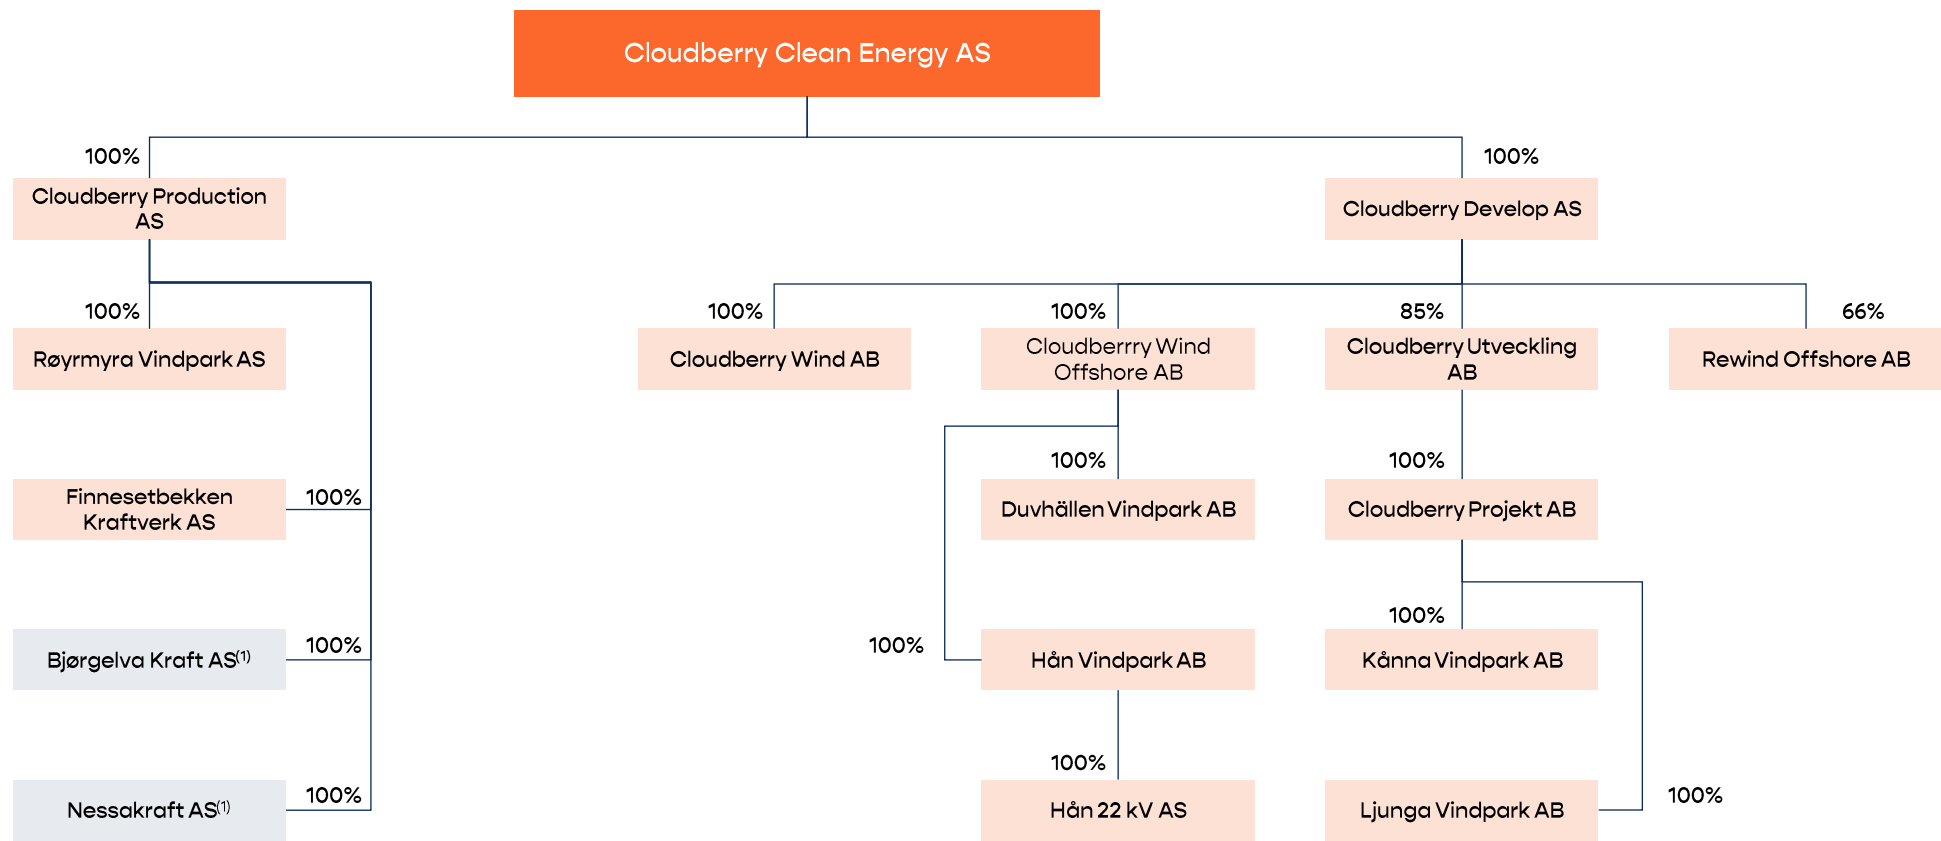 Cloudberry Clean Energy AS
100%
100%
Cloudberry Production
AS
Cloudberry Develop AS
100%
100%
100%
85%
66%
Røyrmyra Vindpark AS
Cloudberry Wind AB
Cloudberrry Wind
Offshore AB
Cloudberry Utveckling
AB
Rewind Offshore AB
100%
100%
Finnesetbekken
Kraftverk AS
100%
Duvhällen Vindpark AB
Cloudberry Projekt AB
100%
Bjørgelva Kraft AS(1)
100%
100%
Hån Vindpark AB
Kånna Vindpark AB
100%
Nessakraft AS(1)
100%
Hån 22 kV AS
Ljunga Vindpark AB
100%